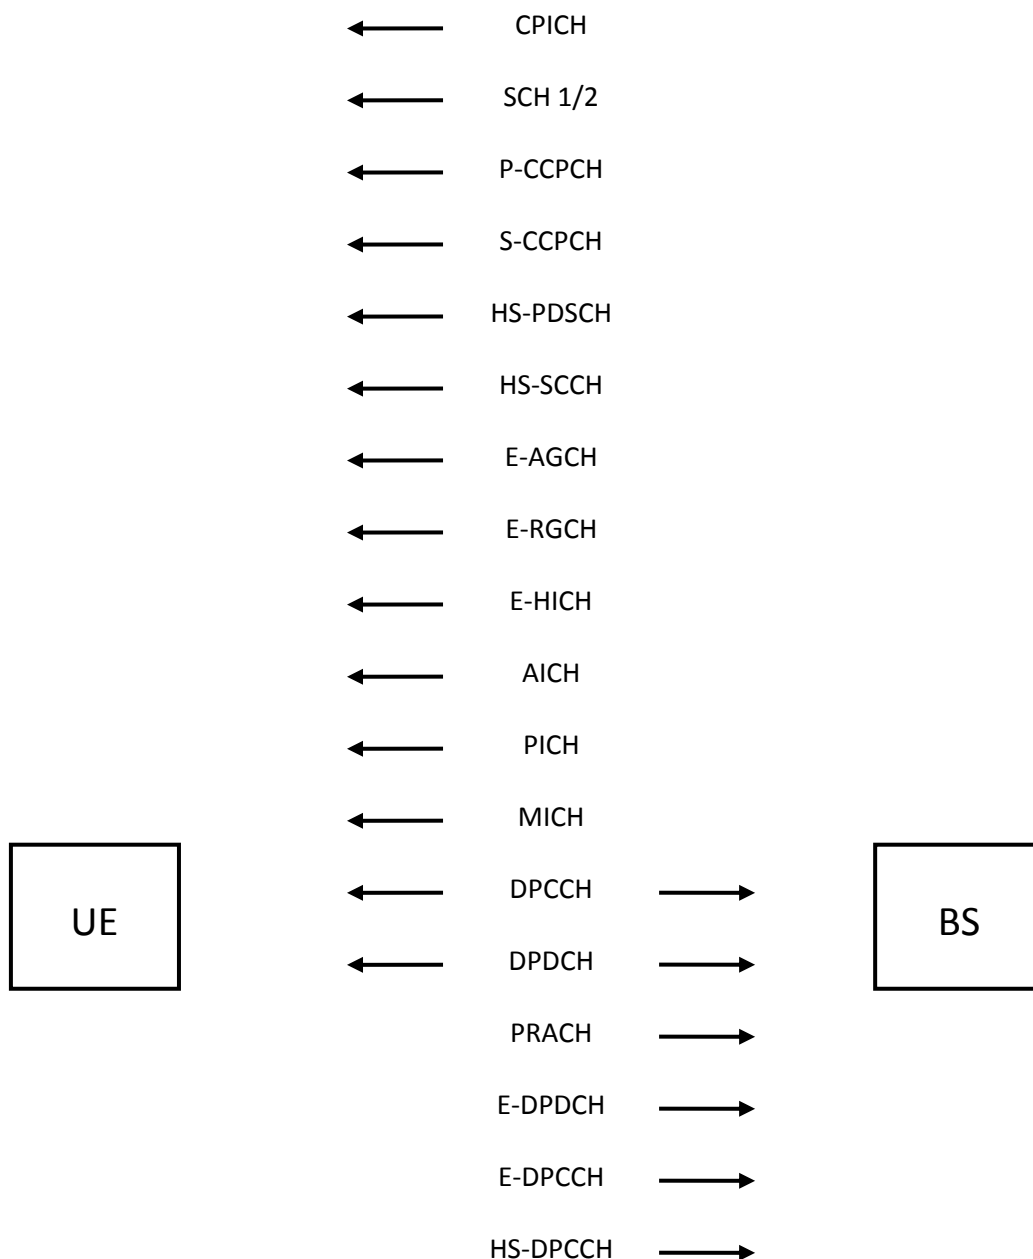 CPICH
SCH 1/2
P-CCPCH
S-CCPCH
HS-PDSCH
HS-SCCH
E-AGCH
E-RGCH
E-HICH
AICH
PICH
MICH
DPCCH
UE
BS
DPDCH
PRACH
E-DPDCH
E-DPCCH
HS-DPCCH